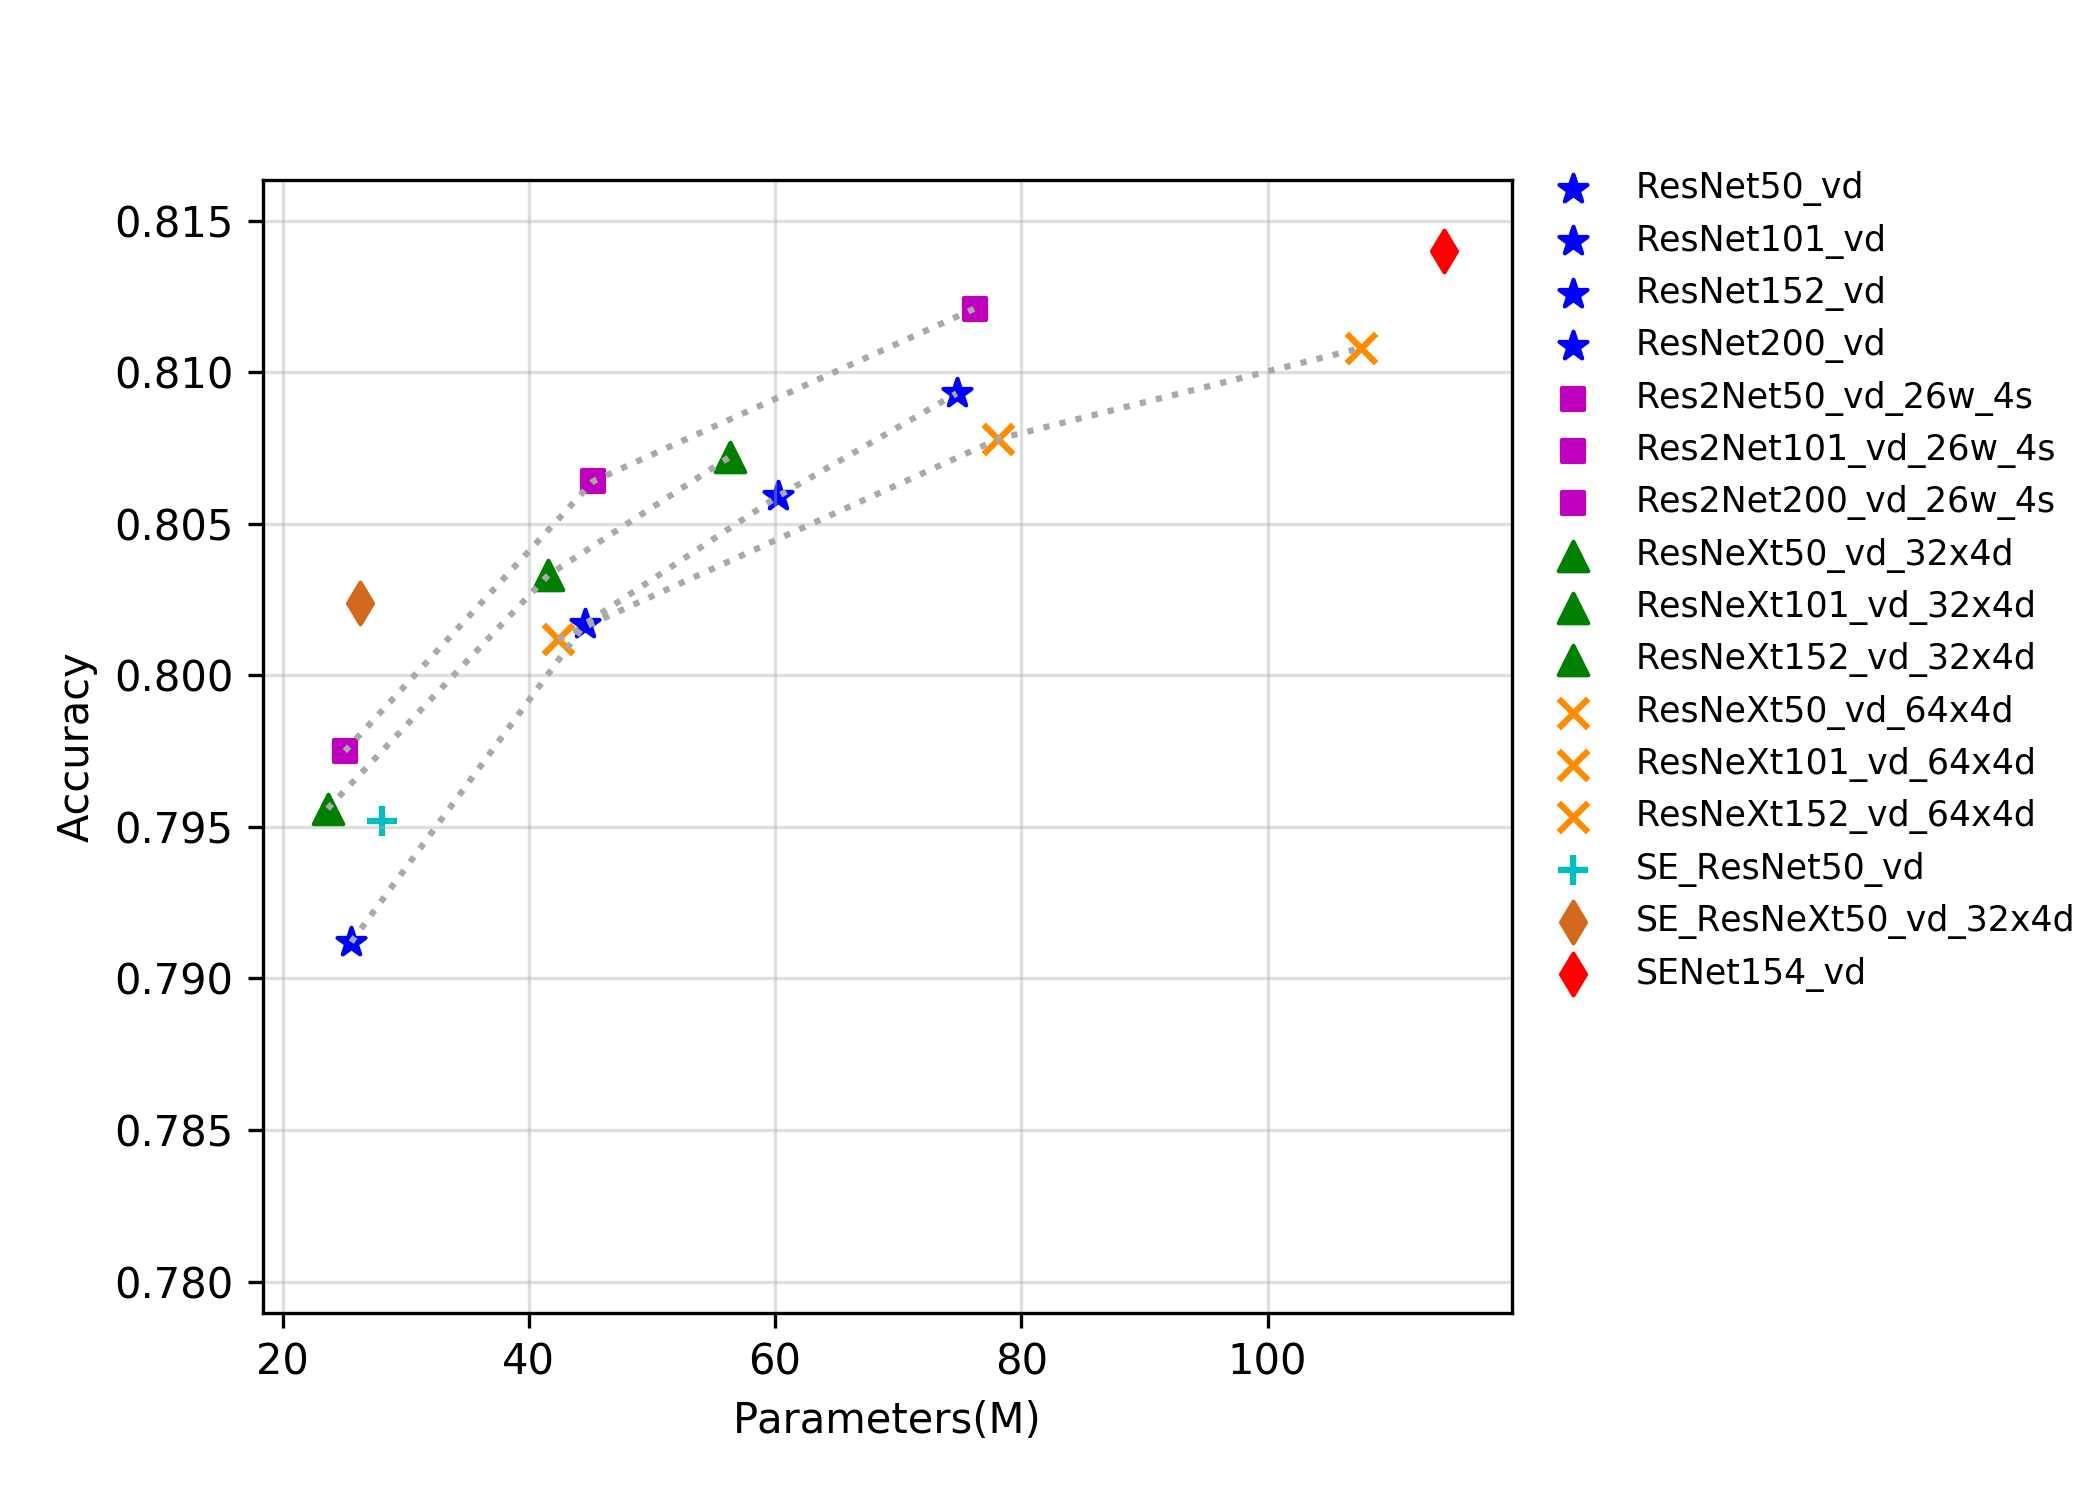 0.815
0.810
0.805
0.800
0.795
0.790
0.785
0.780
Accuracy
20 40 60 80 100
Parameters(M)
ResNet50_vd
ResNet101_vd
ResNet152_vd
ResNet200_vd
Res2Net50_vd_26w_4s
Res2Net101_vd_26w_4s
Res2Net200_vd_26w_4s
ResNeXt50_vd_32x4d
ResNeXt101_vd_32x4d
ResNeXt152_vd_32x4d
ResNeXt50_vd_64x4d
ResNeXt101_vd_64x4d
ResNeXt152_vd_64x4d
SE_ResNet50_vd
SE_ResNeXt50_vd_32x4d
SENet154_vd